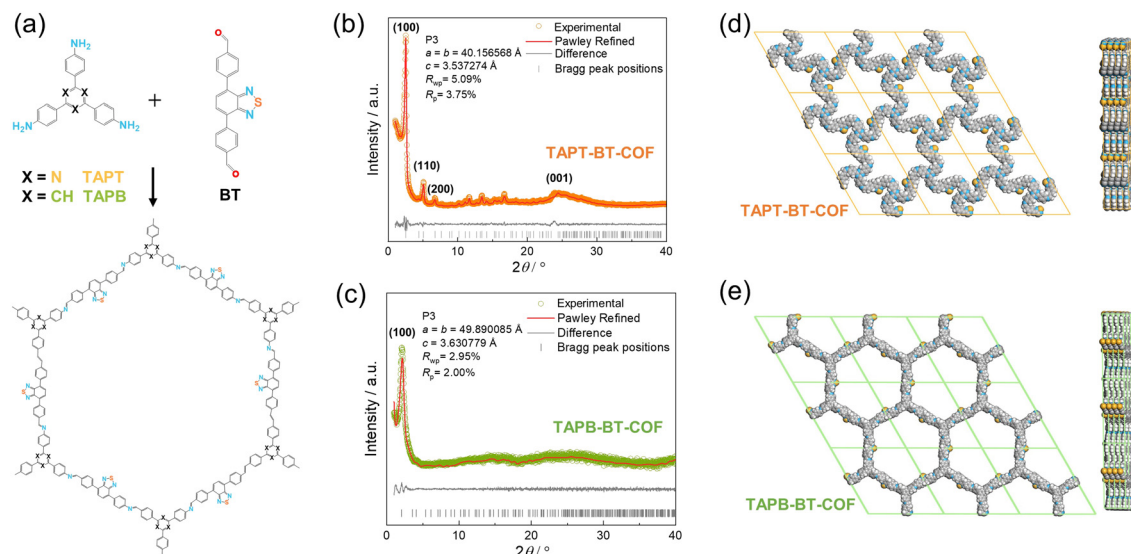 (a)
NH₂
H₂N
NH₂
X X
X
+
O
N
S
N
O
X = N TAPT
X = CH TAPB
BT
(b)
(100)
P3
a = b = 40.156568 Å
c = 3.537274 Å
Rwp = 5.09%
Rp = 3.75%
Experimental
Pawley Refined
Difference
Bragg peak positions
TAPT-BT-COF
(110)
(200)
(001)
Intensity / a.u.
0 10 20 30 40
2θ / °
(c)
(100)
P3
a = b = 49.890085 Å
c = 3.630779 Å
Rwp = 2.95%
Rp = 2.00%
Experimental
Pawley Refined
Difference
Bragg peak positions
TAPB-BT-COF
Intensity / a.u.
0 10 20 30 40
2θ / °
(d)
TAPT-BT-COF
(e)
TAPB-BT-COF